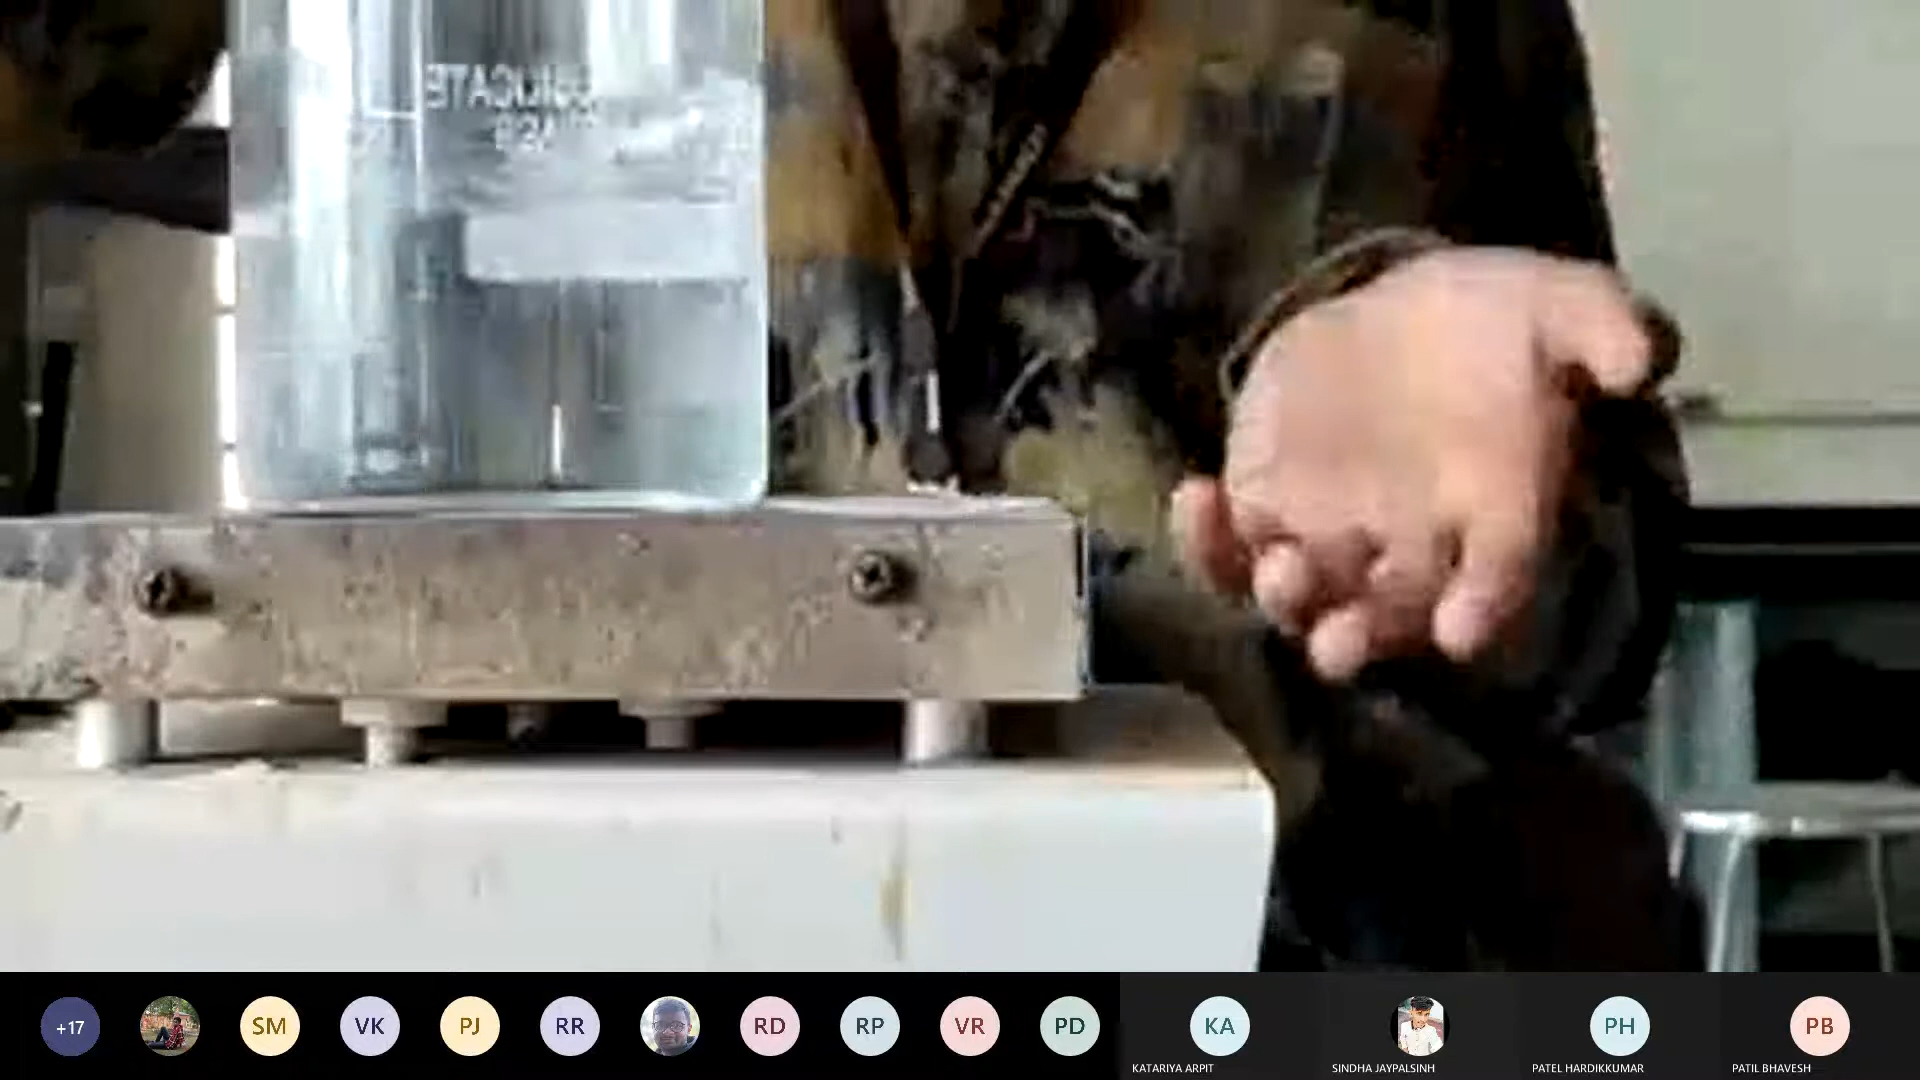 +17
SM
VK
PJ
RR
RD
RP
VR
PD
KA
PH
PB
KATARIYA ARPIT
SINDHA JAYPALSINH
PATEL HARDIKKUMAR
PATIL BHAVESH